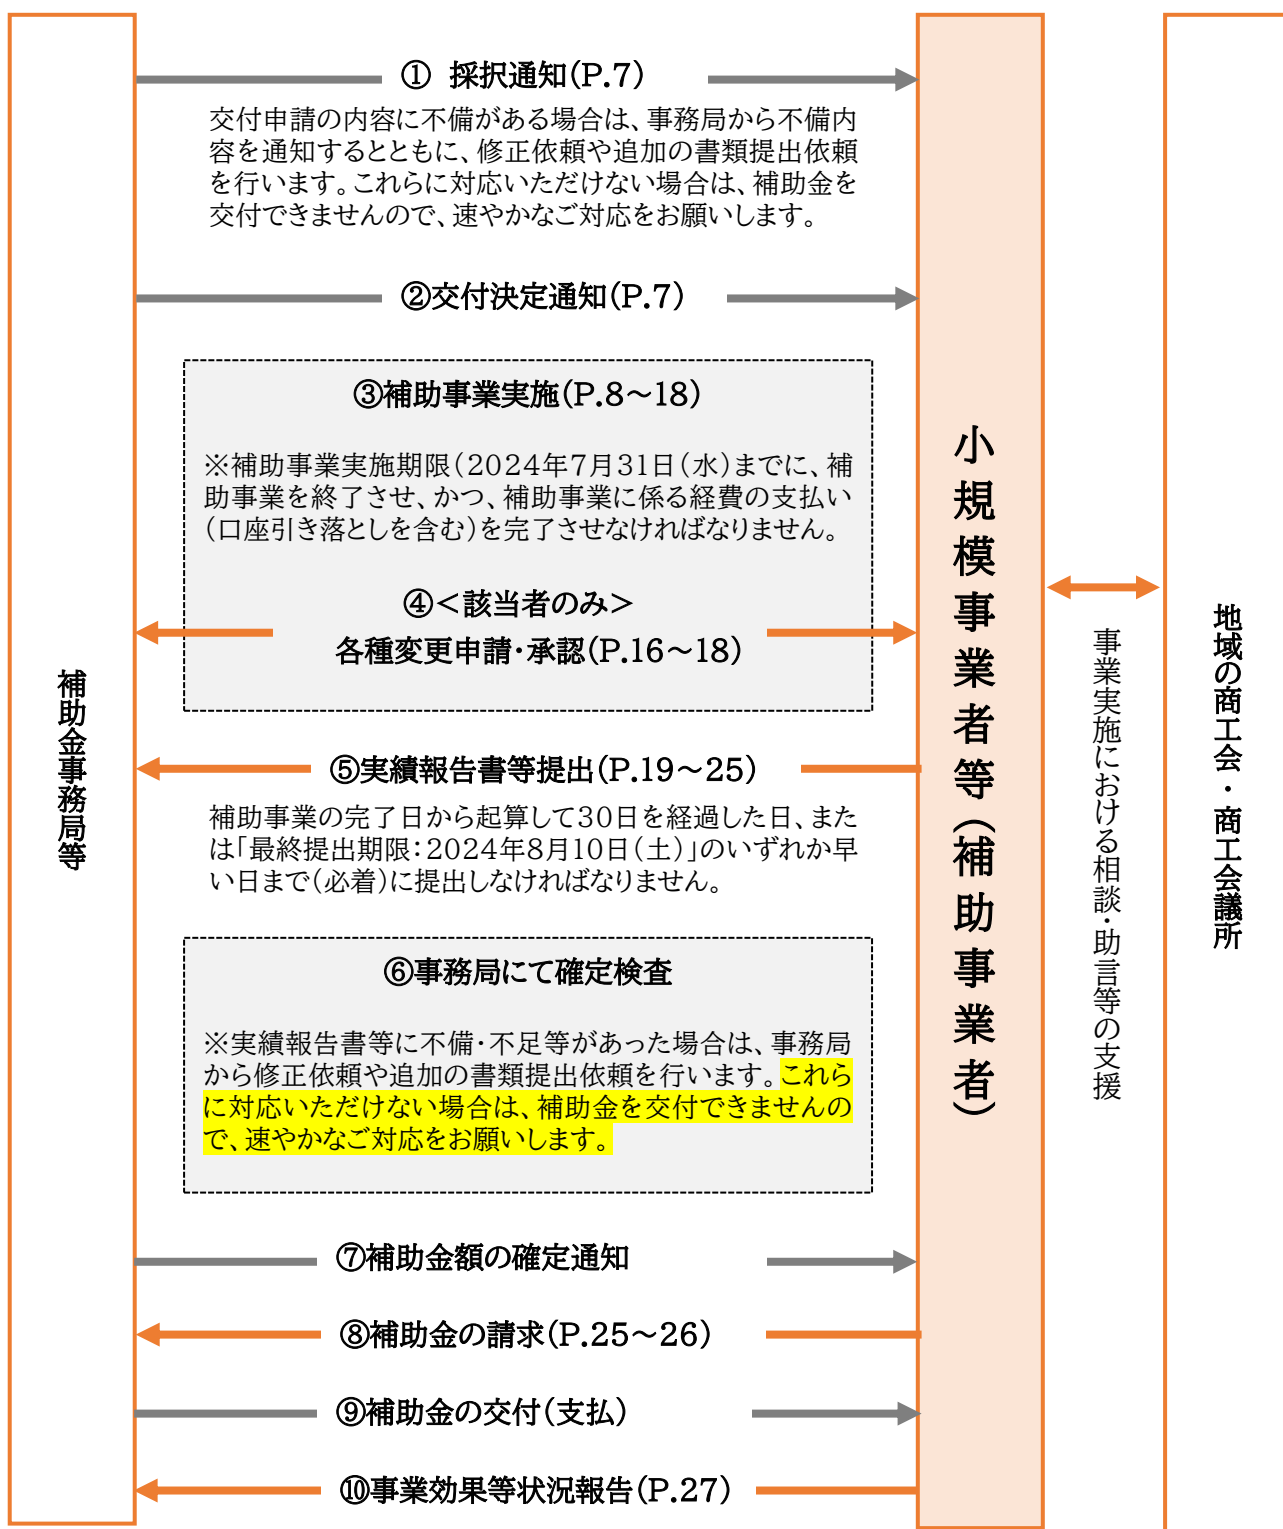 ① 採択通知(P.7)
交付申請の内容に不備がある場合は、事務局から不備内
容を通知するとともに、修正依頼や追加の書類提出依頼
を行います。これらに対応いただけない場合は、補助金を
交付できませんので、速やかなご対応をお願いします。
②交付決定通知(P.7)
③補助事業実施(P.8～18)
※補助事業実施期限(2024年7月31日(水)までに、補
助事業を終了させ、かつ、補助事業に係る経費の支払い
(口座引き落としを含む)を完了させなければなりません。
④＜該当者のみ＞
各種変更申請・承認(P.16～18)
⑤実績報告書等提出(P.19～25)
補助事業の完了日から起算して30日を経過した日、また
は「最終提出期限：2024年8月10日(土)」のいずれか早
い日まで(必着)に提出しなければなりません。
⑥事務局にて確定検査
※実績報告書等に不備・不足等があった場合は、事務局
から修正依頼や追加の書類提出依頼を行います。これら
に対応いただけない場合は、補助金を交付できませんの
で、速やかなご対応をお願いします。
⑦補助金額の確定通知
⑧補助金の請求(P.25～26)
⑨補助金の交付(支払)
⑩事業効果等状況報告(P.27)
補助金事務局等
小規模事業者等(補助事業者)
事業実施における相談・助言等の支援
地域の商工会・商工会議所